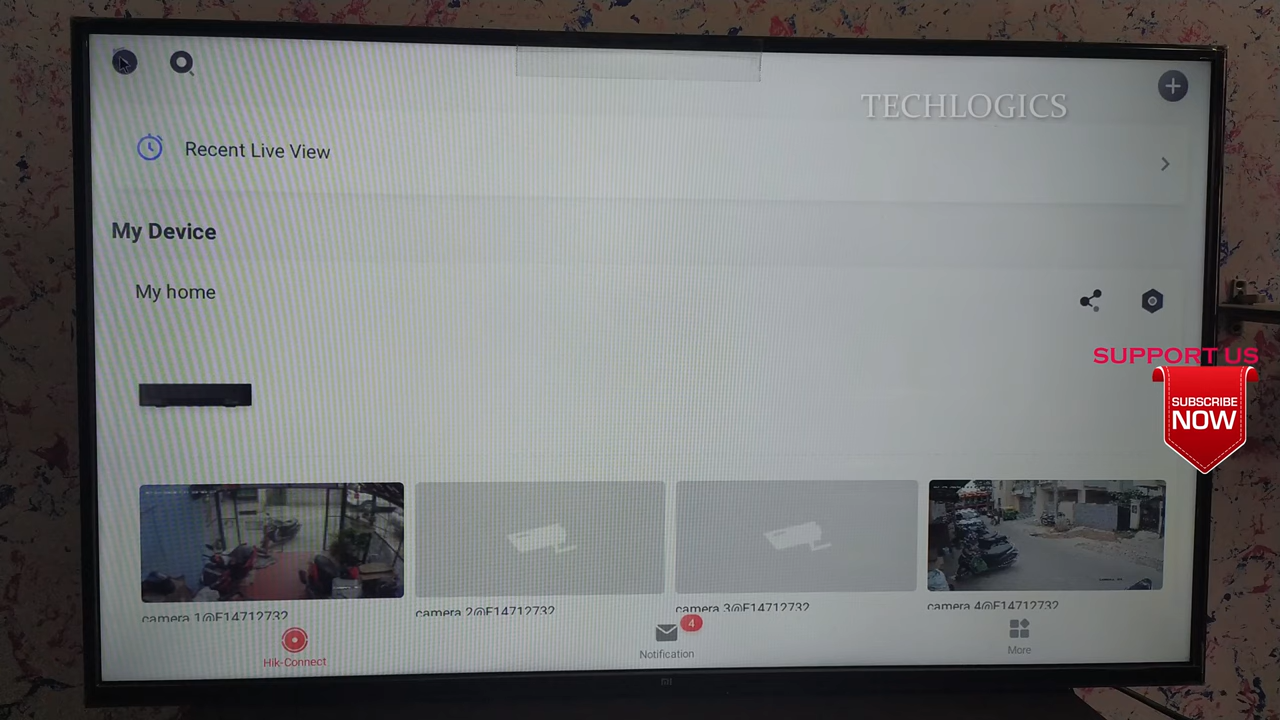 TECHLOGICS
Recent Live View
My Device
My home
SUPPORT US
SUBSCRIBE
NOW
camera 1@F14712732
camera 2@F14712732
camera 3@F14712732
camera 4@F14712732
4
Hik-Connect
Notification
More
mi